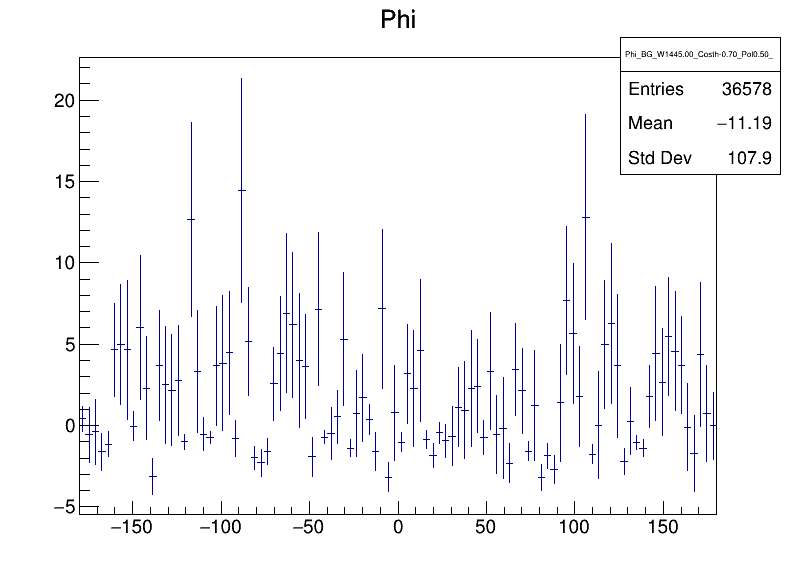 Phi
Phi_BG_W1445.00_Costh-0.70_Pol0.50_
Entries 36578
Mean −11.19
Std Dev 107.9
20
15
10
5
0
−5
−150 −100 −50 0 50 100 150